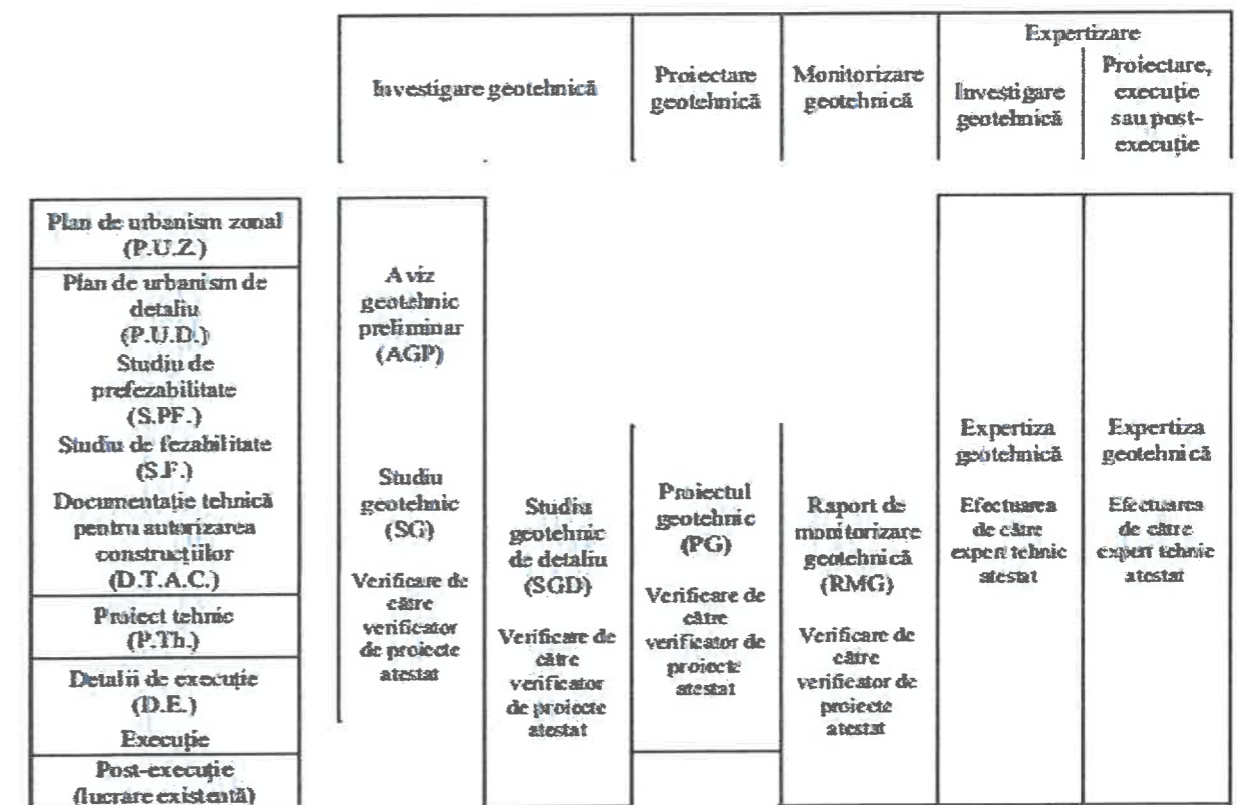 Investigare geotehnică
Proiectare
geotehnică
Monitorizare
geotehnică
Expertizare
Investigare
geotehnică
Proiectare,
execuție
sau post-
execuție
Plan de urbanism zonal
(P.U.Z.)
Plan de urbanism de
detaliu
(P.U.D.)
Studiu de
prefezabilitate
(S.PF.)
Studiu de fezabilitate
(S.F.)
Documentație tehnică
pentru autorizarea
construcțiilor
(D.T.A.C.)
Proiect tehnic
(P.Th.)
Detalii de execuție
(D.E.)
Execuție
Post-execuție
(lucrare existentă)
Aviz
geotehnic
preliminar
(AGP)
Studiu
geotehnic
(SG)
Verificare de
către
verificator
de proiecte
atestat
Studiu
geotehnic
de detaliu
(SGD)
Verificare de
către
verificator
de proiecte
atestat
Proiectul
geotehnic
(PG)
Verificare de
către
verificator de
proiecte
atestat
Raport de
monitorizare
geotehnică
(RMG)
Verificare de
către
verificator de
proiecte
atestat
Expertiza
geotehnică
Efectuarea
de către
expert tehnic
atestat
Expertiza
geotehnică
Efectuarea
de către
expert tehnic
atestat